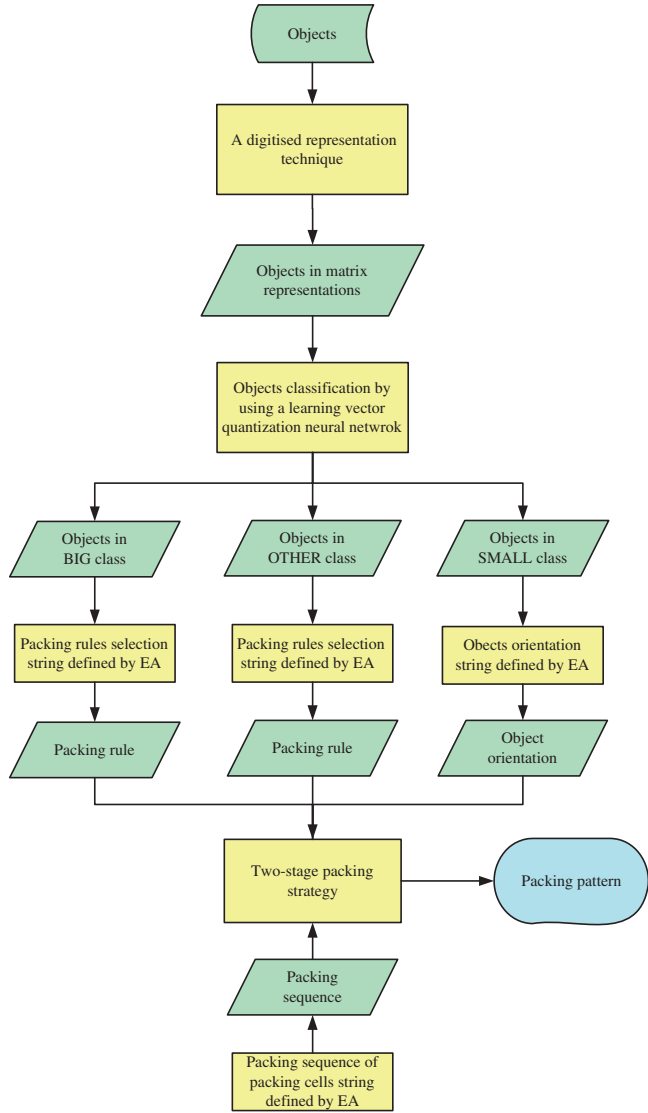 Objects
A digitised representation
technique
Objects in matrix
representations
Objects classification by
using a learning vector
quantization neural netwrok
Objects in
BIG class
Objects in
OTHER class
Objects in
SMALL class
Packing rules selection
string defined by EA
Packing rules selection
string defined by EA
Obects orientation
string defined by EA
Packing rule
Packing rule
Object
orientation
Two-stage packing
strategy
Packing pattern
Packing
sequence
Packing sequence of
packing cells string
defined by EA